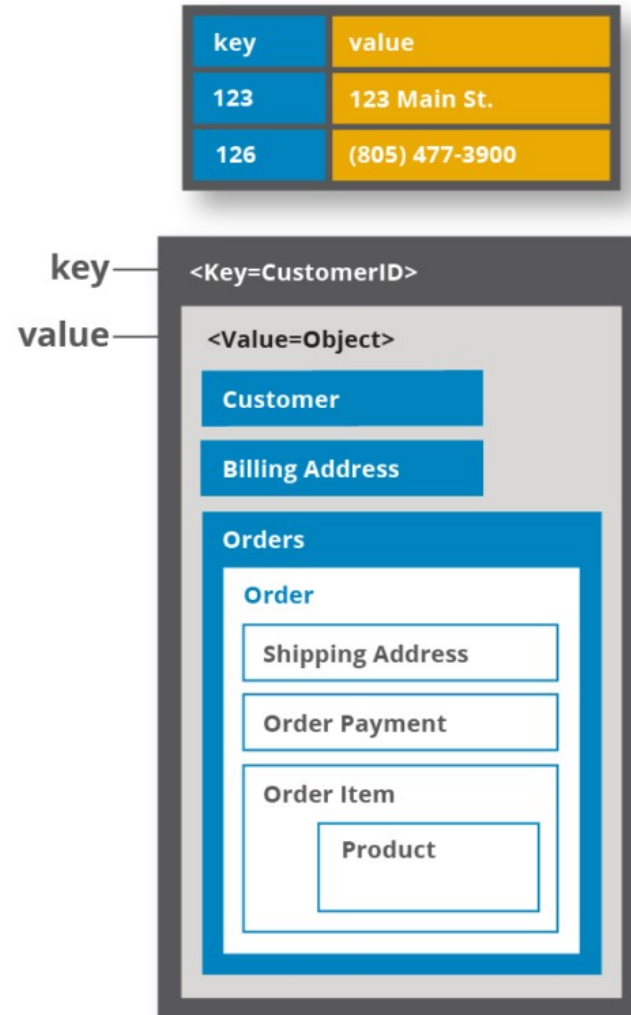 key value
123 123 Main St.
126 (805) 477-3900
key <Key=CustomerID>
value <Value=Object>
Customer
Billing Address
Orders
Order
Shipping Address
Order Payment
Order Item
Product